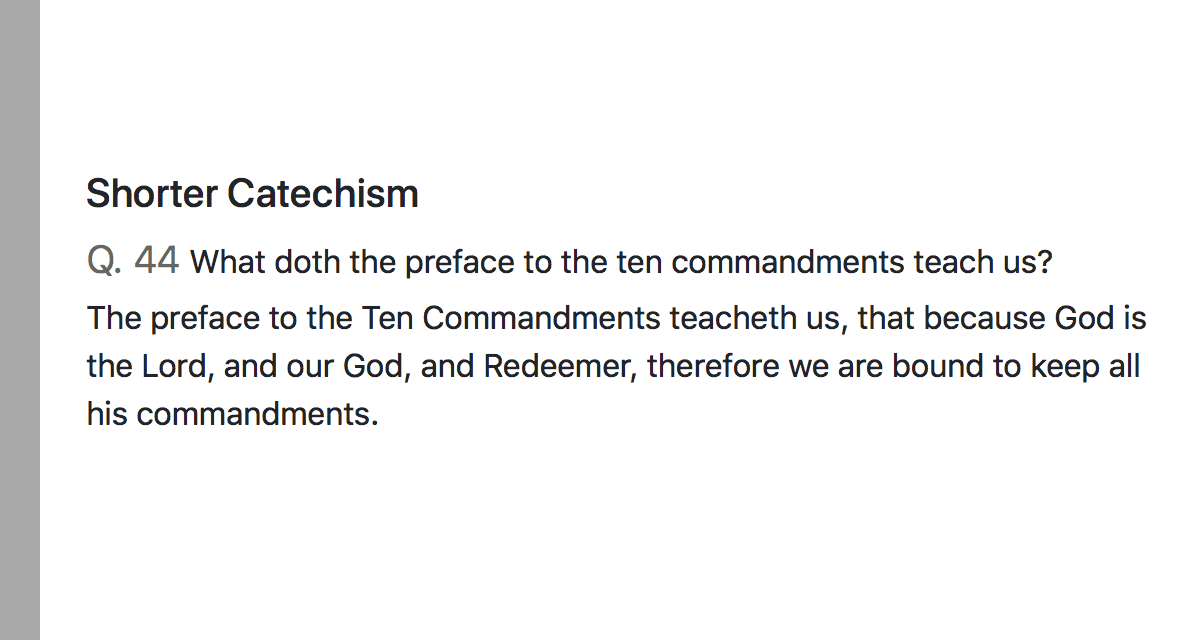 Shorter Catechism
Q. 44 What doth the preface to the ten commandments teach us?
The preface to the Ten Commandments teacheth us, that because God is
the Lord, and our God, and Redeemer, therefore we are bound to keep all
his commandments.